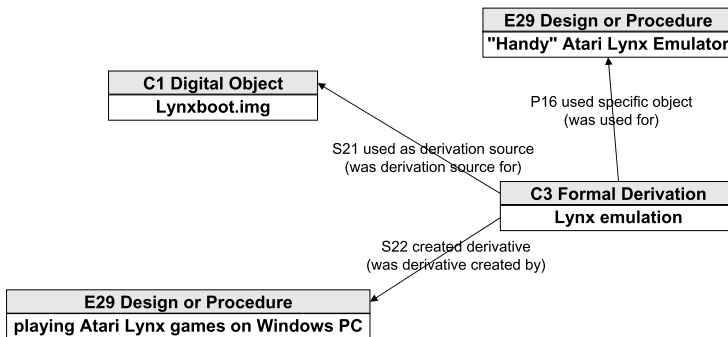 E29 Design or Procedure
"Handy" Atari Lynx Emulator
C1 Digital Object
Lynxboot.img
P16 used specific object
(was used for)
S21 used as derivation source
(was derivation source for)
C3 Formal Derivation
Lynx emulation
S22 created derivative
(was derivative created by)
E29 Design or Procedure
playing Atari Lynx games on Windows PC